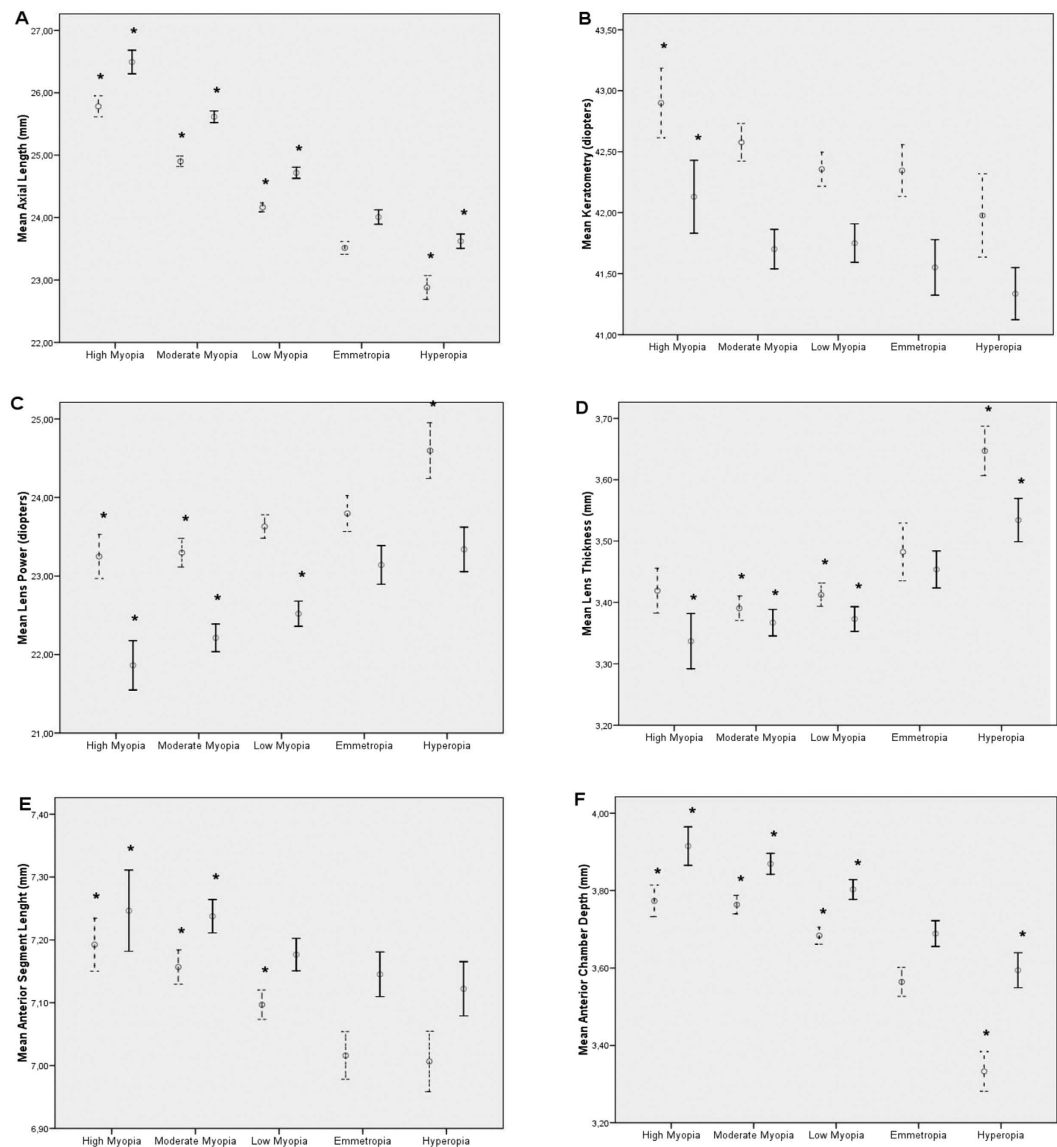 A
Mean Axial Length (mm)
27,00
26,00
25,00
24,00
23,00
22,00
* * * * * * * *
High Myopia Moderate Myopia Low Myopia Emmetropia Hyperopia
B
Mean Keratometry (diopters)
43,50
43,00
42,50
42,00
41,50
41,00
* *
High Myopia Moderate Myopia Low Myopia Emmetropia Hyperopia
C
Mean Lens Power (diopters)
25,00
24,00
23,00
22,00
21,00
* * * * * *
High Myopia Moderate Myopia Low Myopia Emmetropia Hyperopia
D
Mean Lens Thickness (mm)
3,70
3,60
3,50
3,40
3,30
3,20
* * * * * * *
High Myopia Moderate Myopia Low Myopia Emmetropia Hyperopia
E
Mean Anterior Segment Lenght (mm)
7,40
7,30
7,20
7,10
7,00
6,90
* * * * *
High Myopia Moderate Myopia Low Myopia Emmetropia Hyperopia
F
Mean Anterior Chamber Depth (mm)
4,00
3,80
3,60
3,40
3,20
* * * * * * * *
High Myopia Moderate Myopia Low Myopia Emmetropia Hyperopia